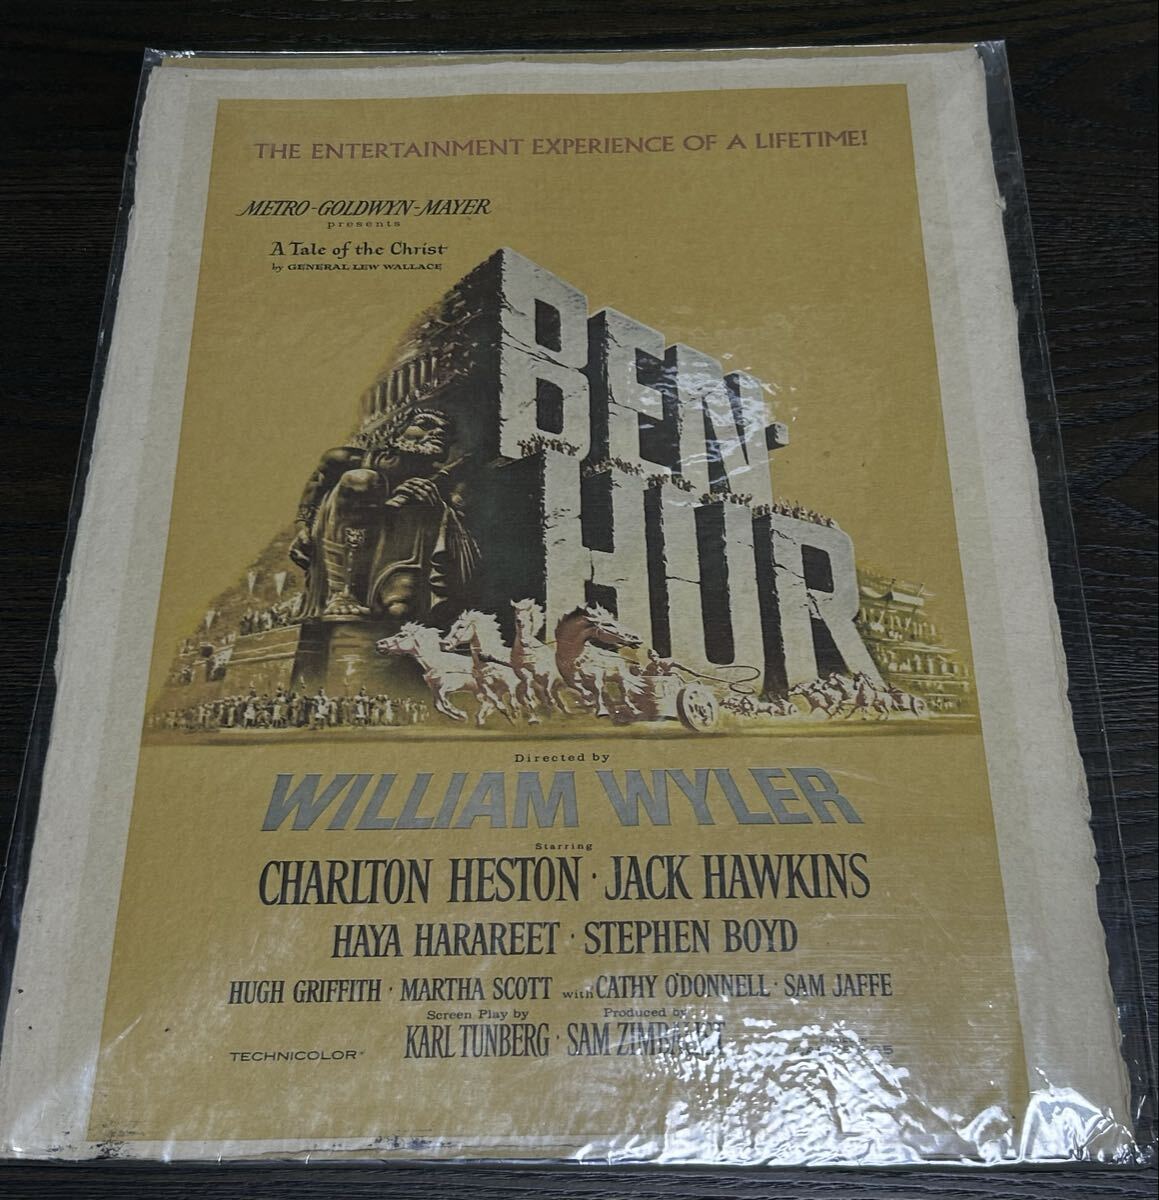 THE ENTERTAINMENT EXPERIENCE OF A LIFETIME!
METRO-GOLDWYN-MAYER
presents
A Tale of the Christ
by GENERAL LEW WALLACE
BEN-
HUR
Directed by
WILLIAM WYLER
Starring
CHARLTON HESTON · JACK HAWKINS
HAYA HARAREET · STEPHEN BOYD
HUGH GRIFFITH · MARTHA SCOTT with CATHY O'DONNELL · SAM JAFFE
Screen Play by
KARL TUNBERG
Produced by
SAM ZIMBALIST
TECHNICOLOR®